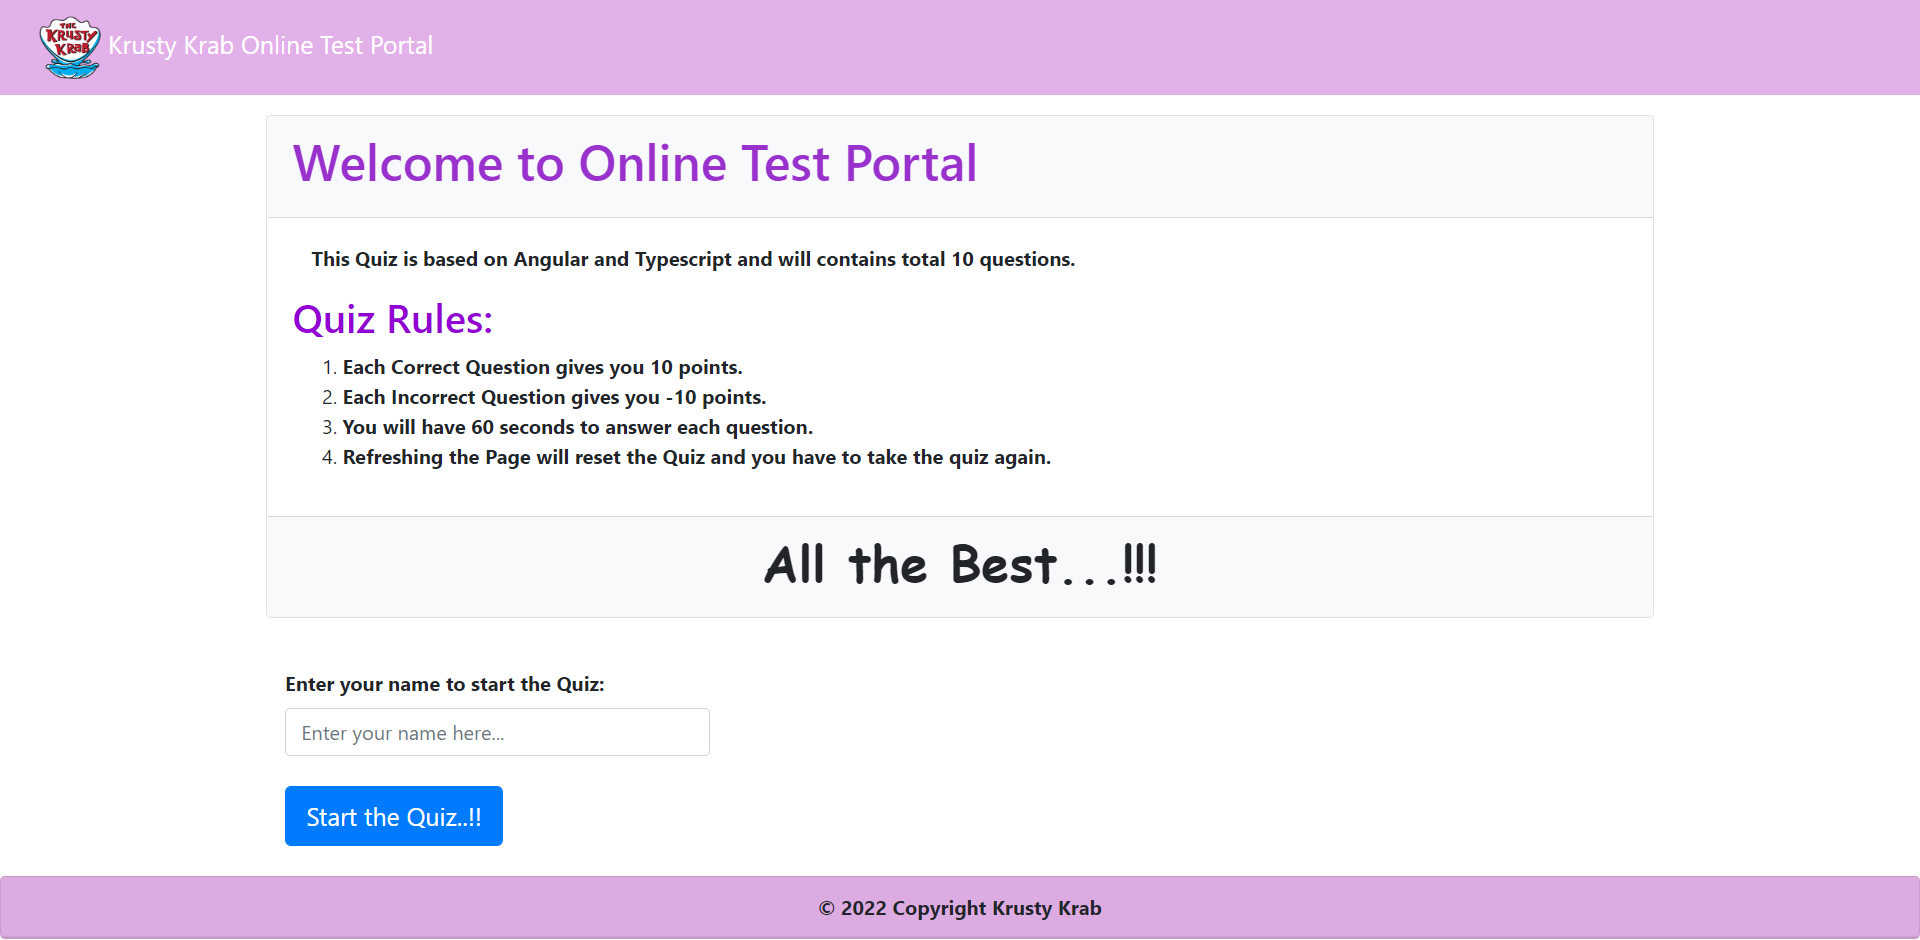 THE
KRUSTY
KRAB
Krusty Krab Online Test Portal
Welcome to Online Test Portal
This Quiz is based on Angular and Typescript and will contains total 10 questions.
Quiz Rules:
1. Each Correct Question gives you 10 points.
2. Each Incorrect Question gives you -10 points.
3. You will have 60 seconds to answer each question.
4. Refreshing the Page will reset the Quiz and you have to take the quiz again.
All the Best...!!!
Enter your name to start the Quiz:
Enter your name here...
Start the Quiz..!!
© 2022 Copyright Krusty Krab